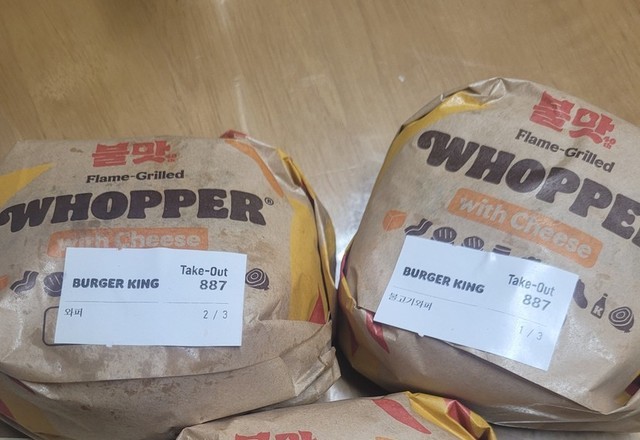 불맛
Flame-Grilled
WHOPPER®
with Cheese
BURGER KING
Take-Out
887
와퍼
2 / 3
불맛
Flame-Grilled
WHOPPE
with Cheese
BURGER KING
Take-Out
887
불고기와퍼
1 / 3
K